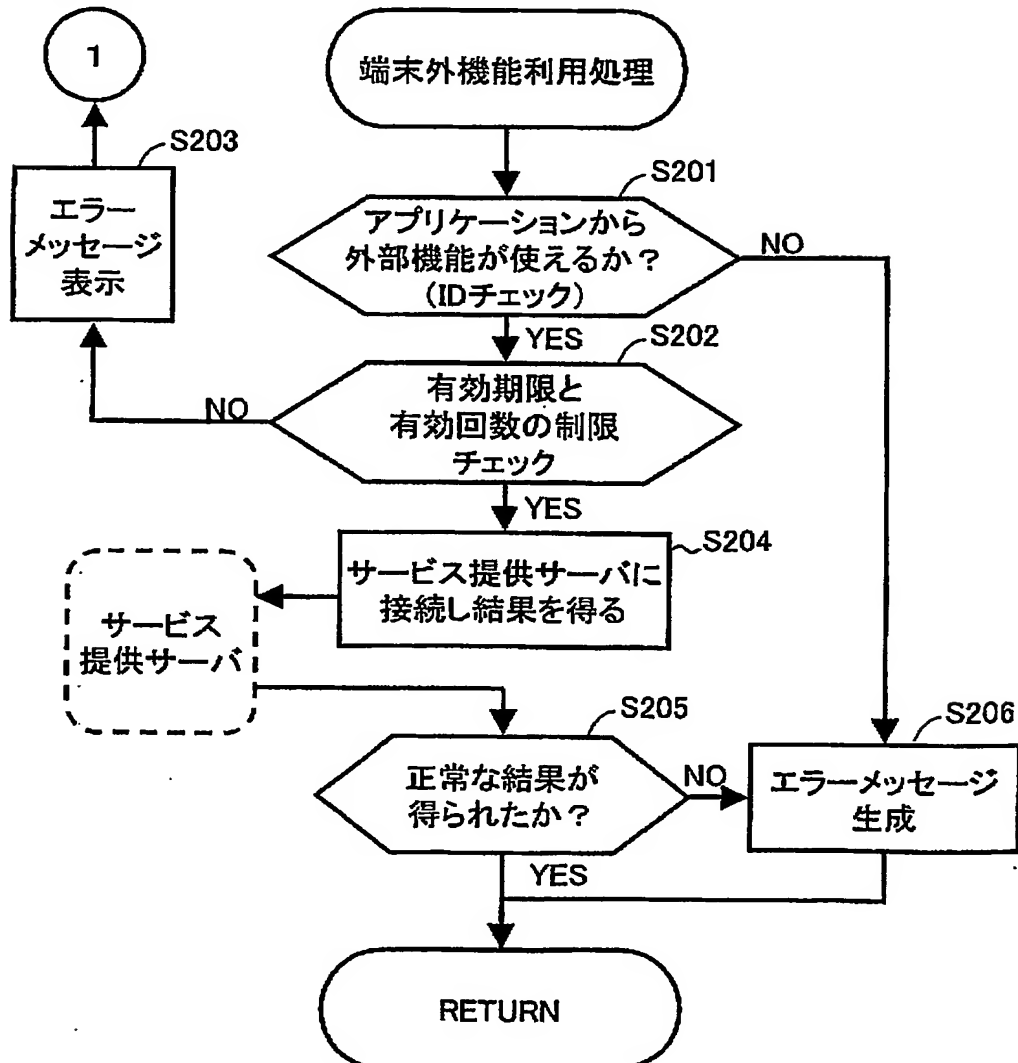 1
端末外機能利用処理
S203
エラー
メッセージ
表示
S201
アプリケーションから
外部機能が使えるか？
(IDチェック)
NO
YES
S202
有効期限と
有効回数の制限
チェック
NO
YES
S204
サービス提供サーバに
接続し結果を得る
サービス
提供サーバ
S205
正常な結果が
得られたか？
NO
S206
エラーメッセージ
生成
YES
RETURN